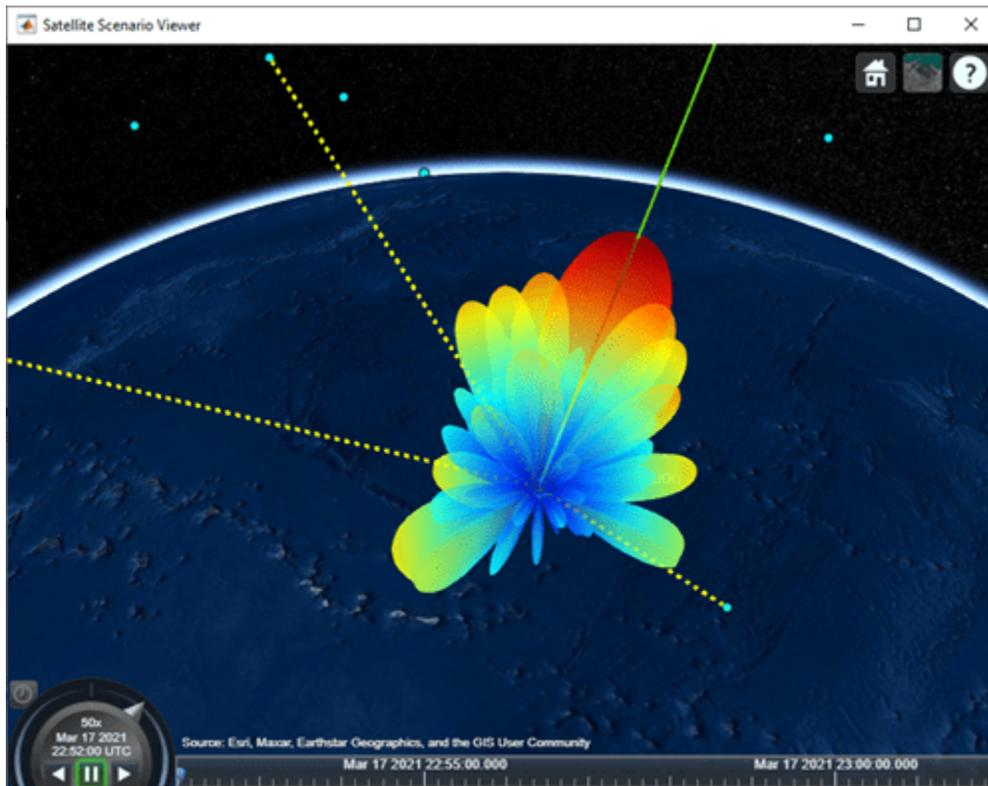 Satellite Scenario Viewer
?
50x
Mar 17 2021
22:52:00 UTC
Source: Esri, Maxar, Earthstar Geographics, and the GIS User Community
Mar 17 2021 22:55:00.000
Mar 17 2021 23:00:00.000